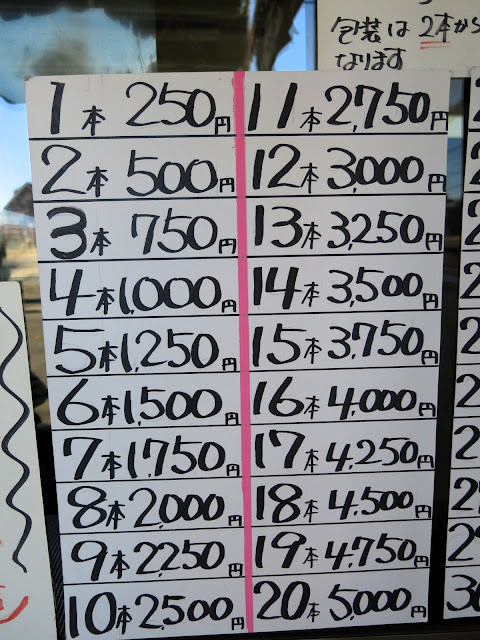 包装は2本から
なります
1本 250円
2本 500円
3本 750円
4本 1,000円
5本 1,250円
6本 1,500円
7本 1,750円
8本 2,000円
9本 2,250円
10本 2,500円
11本 2,750円
12本 3,000円
13本 3,250円
14本 3,500円
15本 3,750円
16本 4,000円
17本 4,250円
18本 4,500円
19本 4,750円
20本 5,000円